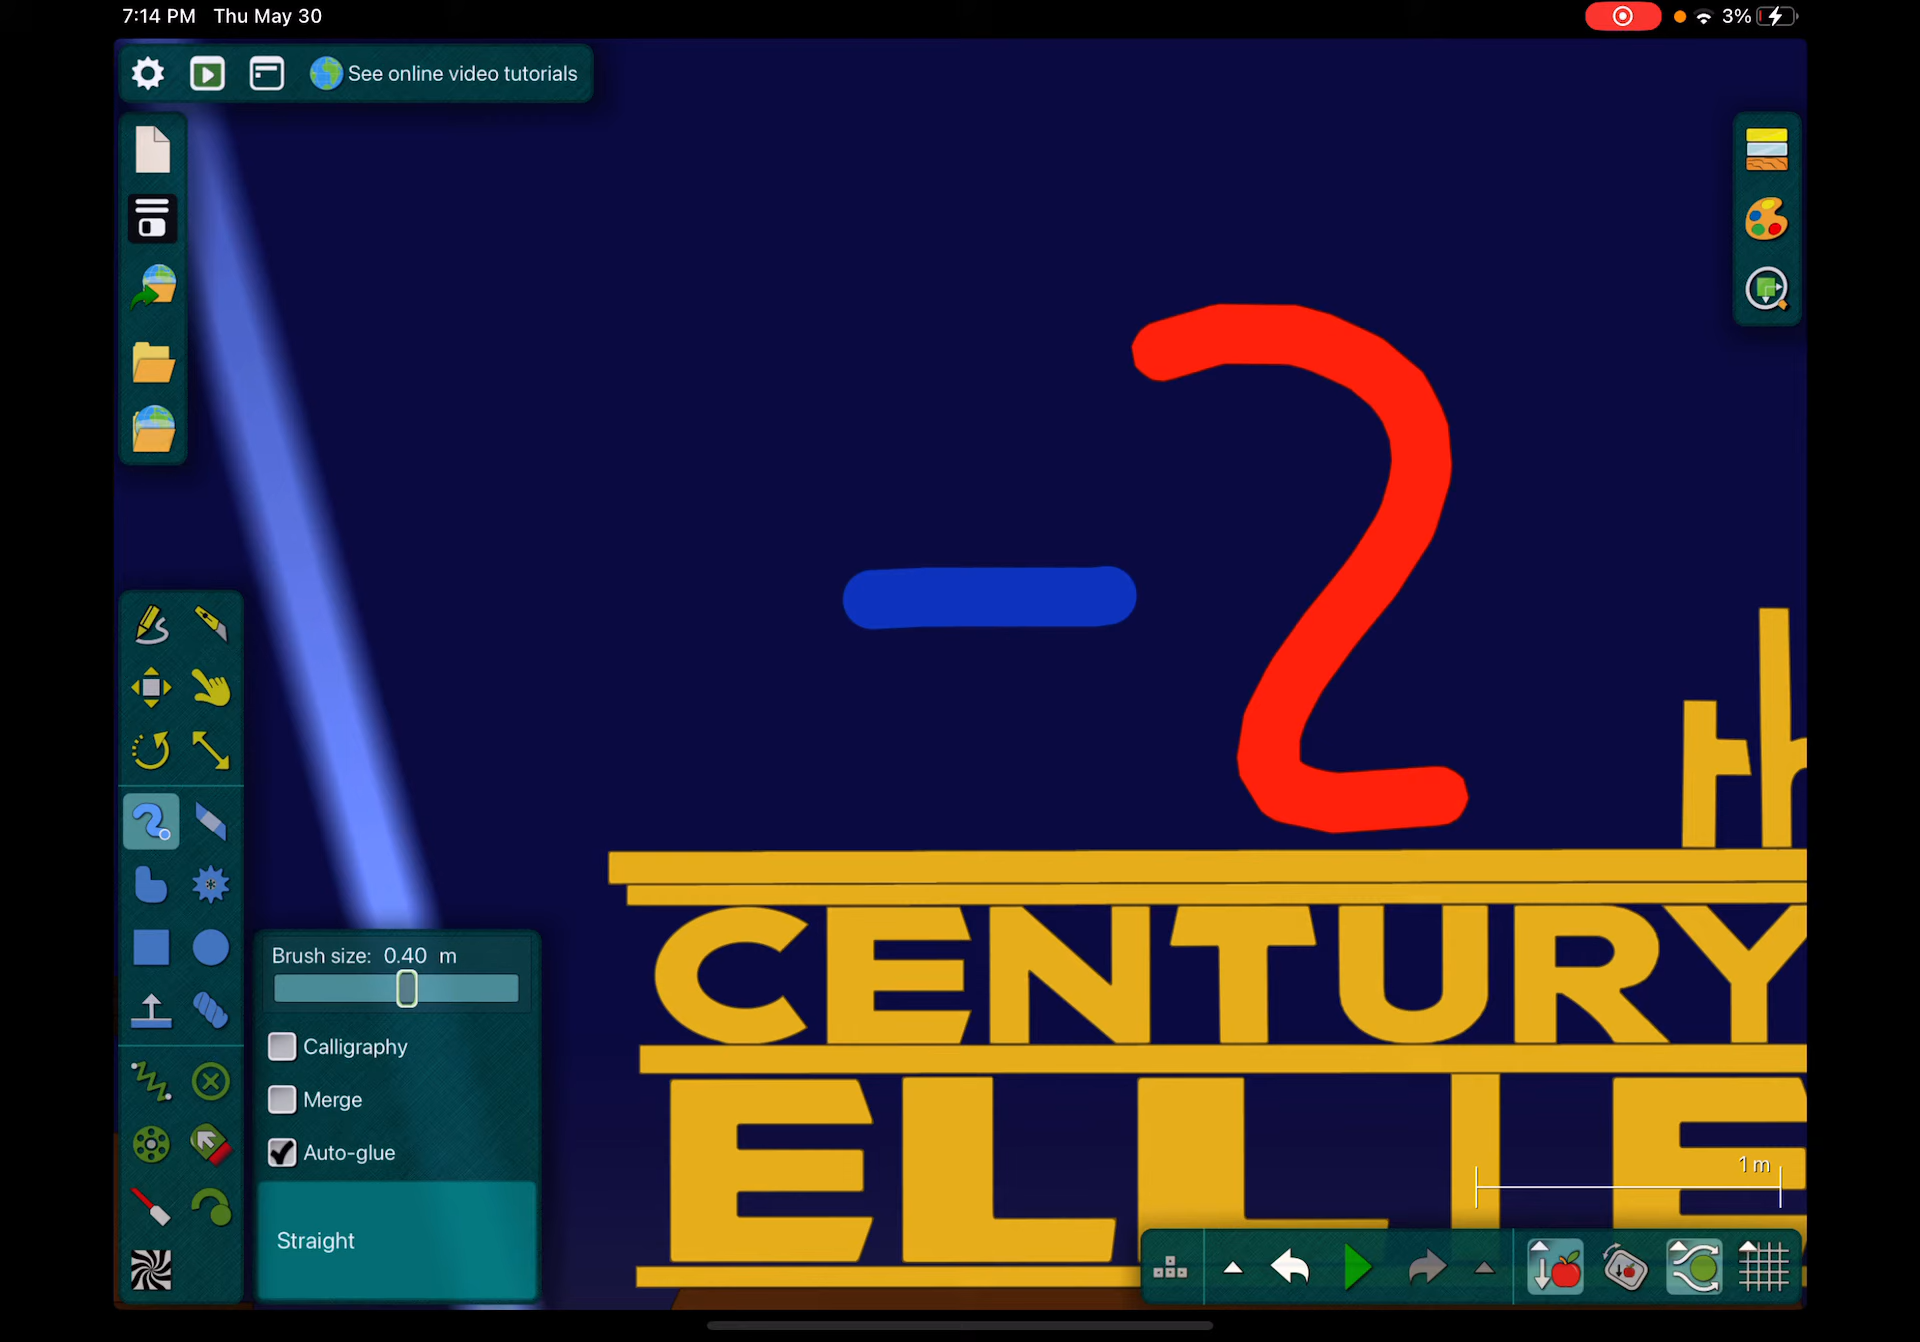 7:14 PM Thu May 30
3%
See online video tutorials
-2
th
CENTURY
ELLIE
Brush size: 0.40 m
Calligraphy
Merge
Auto-glue
1 m
Straight